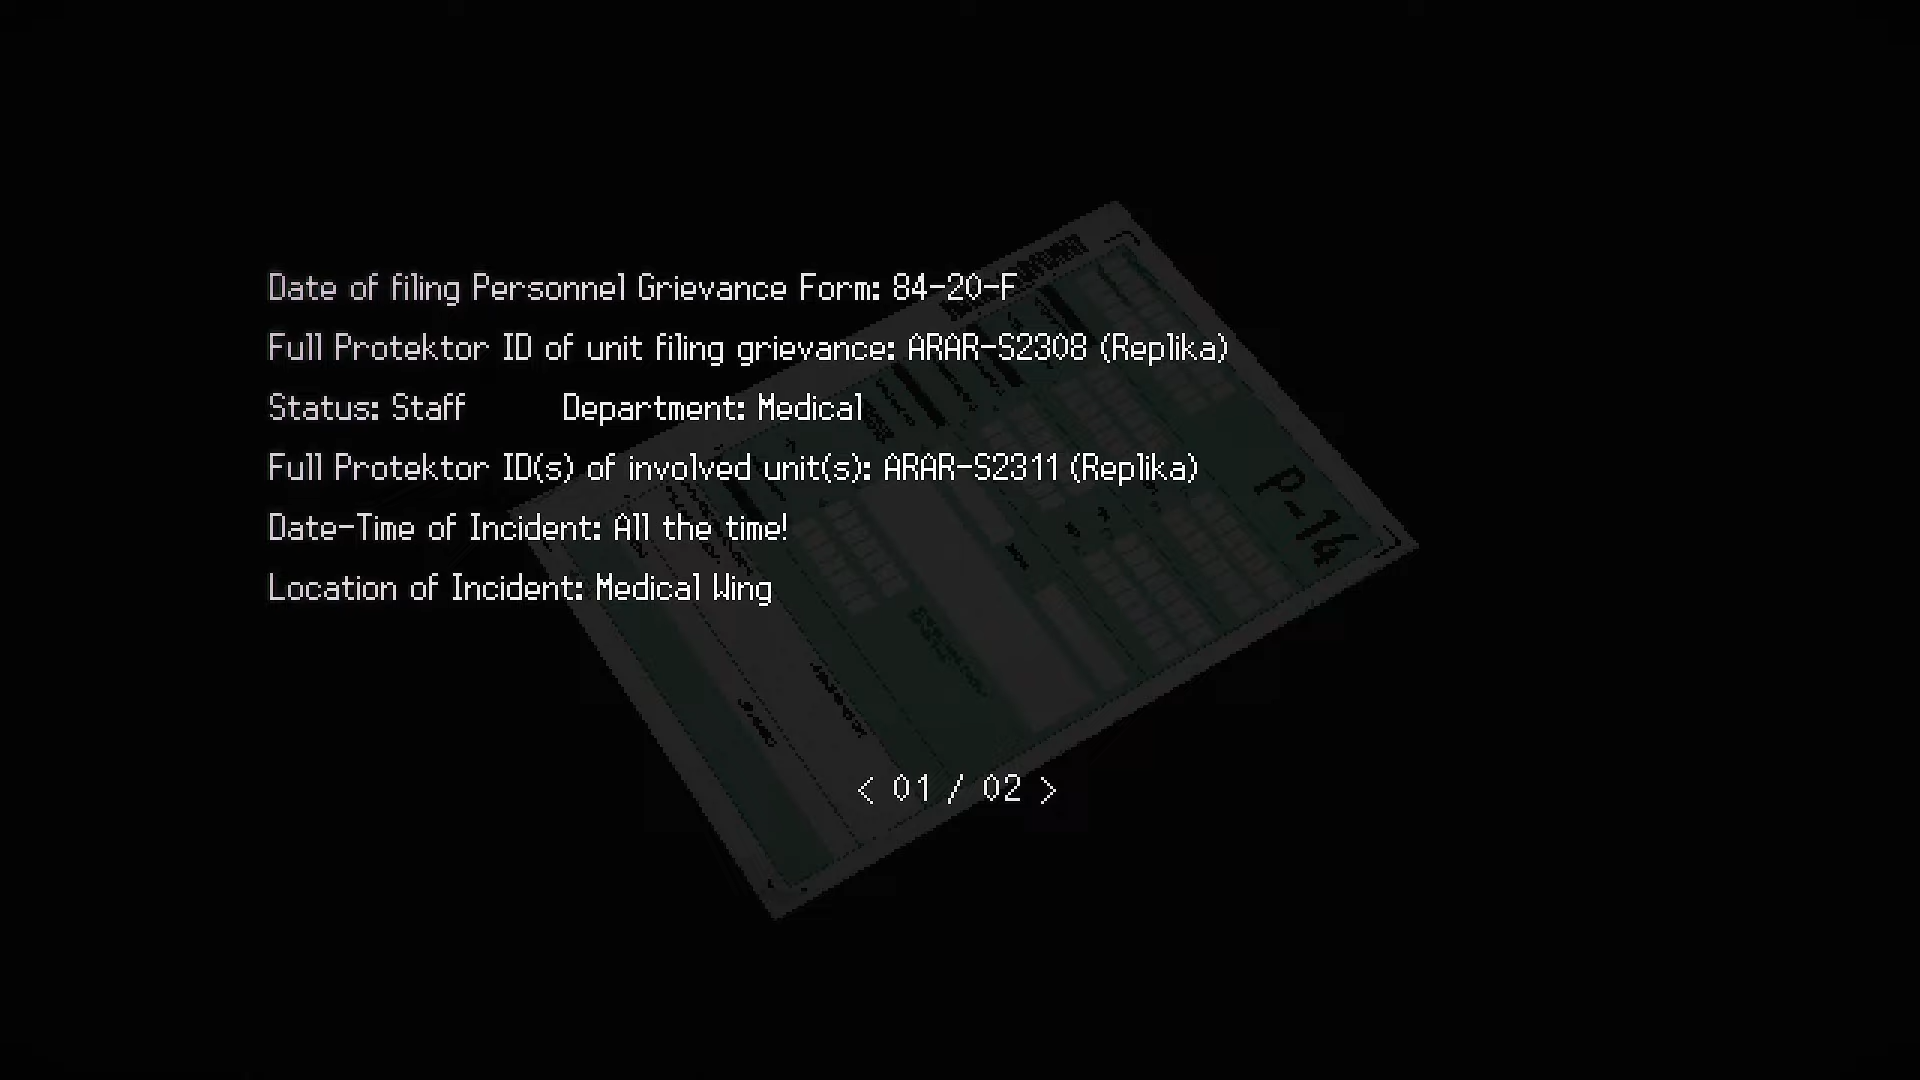 Date of filing Personnel Grievance Form: 84-20-F
Full Protektor ID of unit filing grievance: ARAR-S2308 (Replika)
Status: Staff Department: Medical
Full Protektor ID(s) of involved unit(s): ARAR-S2311 (Replika)
Date-Time of Incident: All the time!
Location of Incident: Medical Wing
P-14
< 01 / 02 >